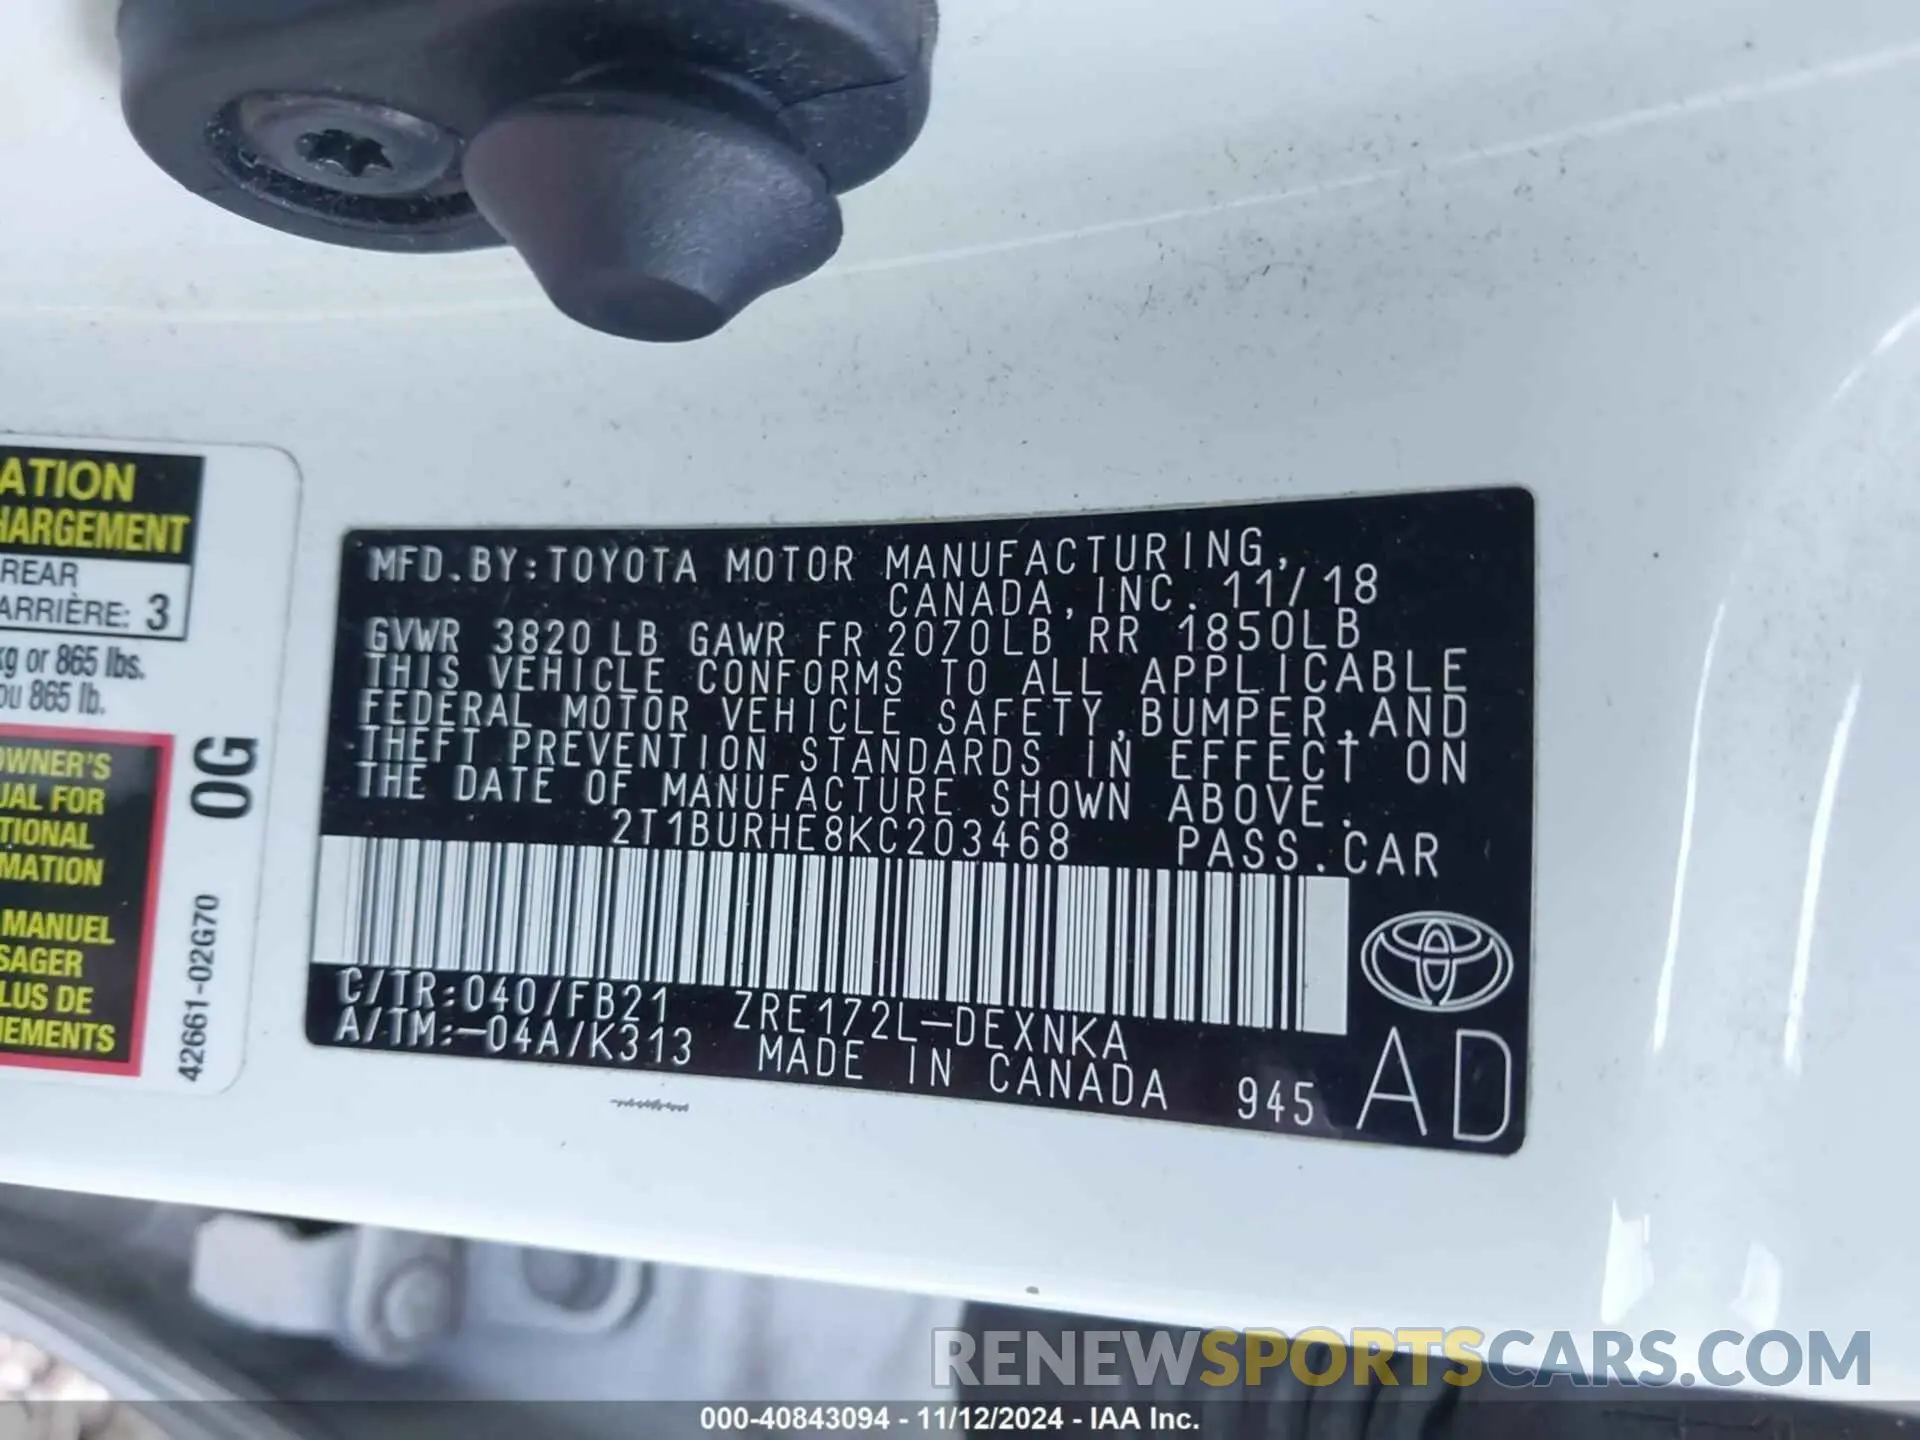 ATION
HARGEMENT
REAR
ARRIÈRE: 3
kg or 865 lbs.
ou 865 lb.
OWNER'S
UAL FOR
TIONAL
MATION
MANUEL
SAGER
LUS DE
EMENTS
0G
42661-02G70
MFD.BY:TOYOTA MOTOR MANUFACTURING,
CANADA,INC. 11/18
GVWR 3820 LB GAWR FR 2070LB RR 1850LB
THIS VEHICLE CONFORMS TO ALL APPLICABLE
FEDERAL MOTOR VEHICLE SAFETY,BUMPER,AND
THEFT PREVENTION STANDARDS IN EFFECT ON
THE DATE OF MANUFACTURE SHOWN ABOVE.
2T1BURHE8KC203468 PASS.CAR
C/TR:040/FB21 ZRE172L-DEXNKA
A/TM:-04A/K313 MADE IN CANADA 945 AD
RENEWSPORTSCARS.COM
000-40843094 - 11/12/2024 - IAA Inc.